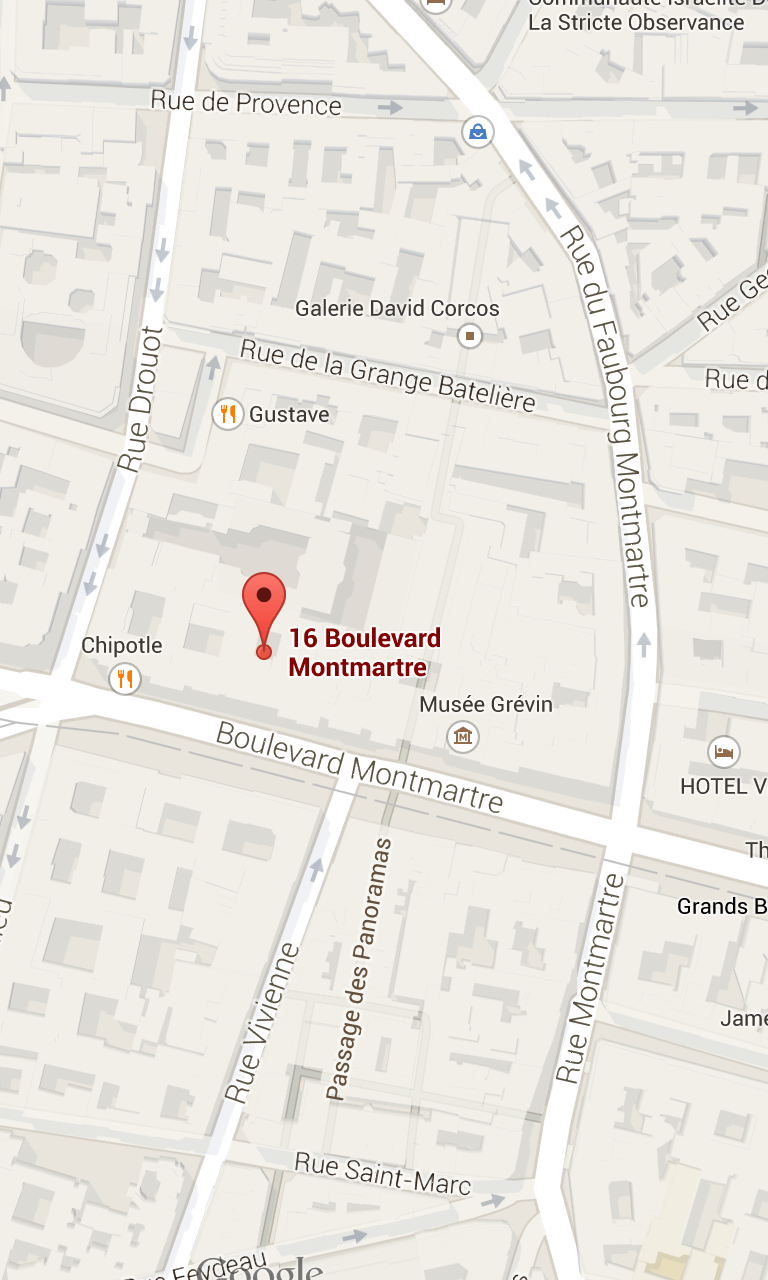 La Stricte Observance
Rue de Provence
Rue du Faubourg Montmartre
Galerie David Corcos
Rue de la Grange Batelière
Rue Drouot
Gustave
16 Boulevard
Montmartre
Chipotle
Musée Grévin
Boulevard Montmartre
HOTEL V
Grands B
Passage des Panoramas
Rue Montmartre
Rue Vivienne
Rue Saint-Marc
Rue Feydeau
Google